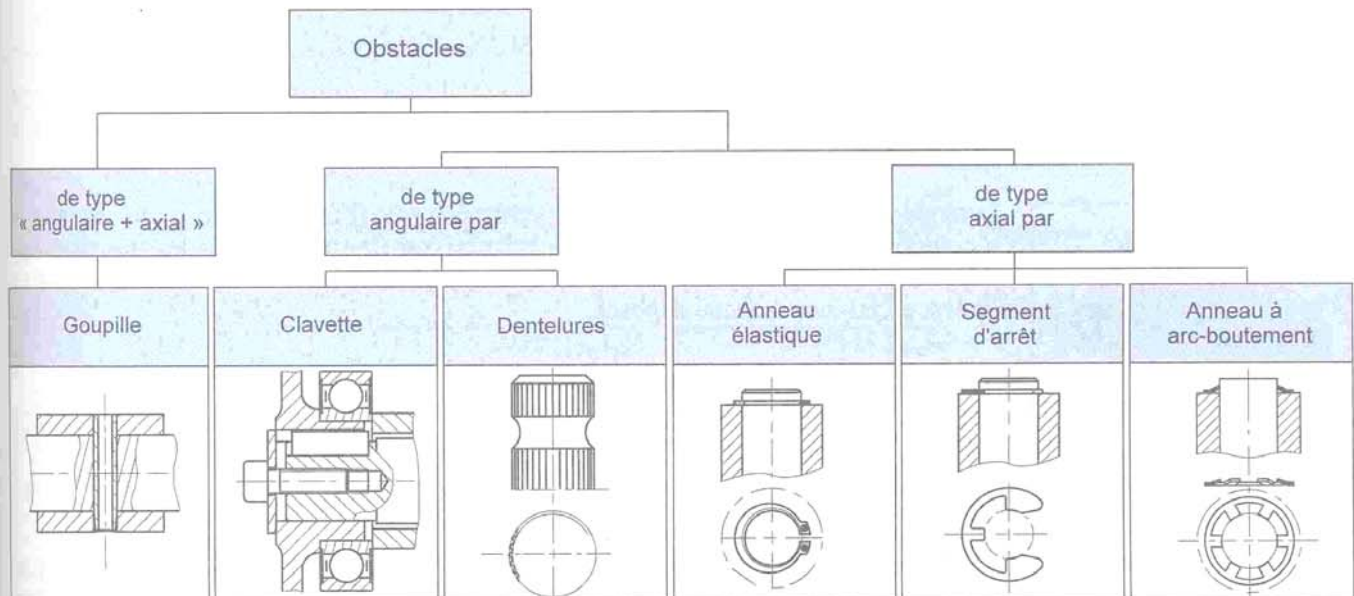 Obstacles
de type
« angulaire + axial »
de type
angulaire par
de type
axial par
Goupille
Clavette
Dentelures
Anneau
élastique
Segment
d'arrêt
Anneau à
arc-boutement